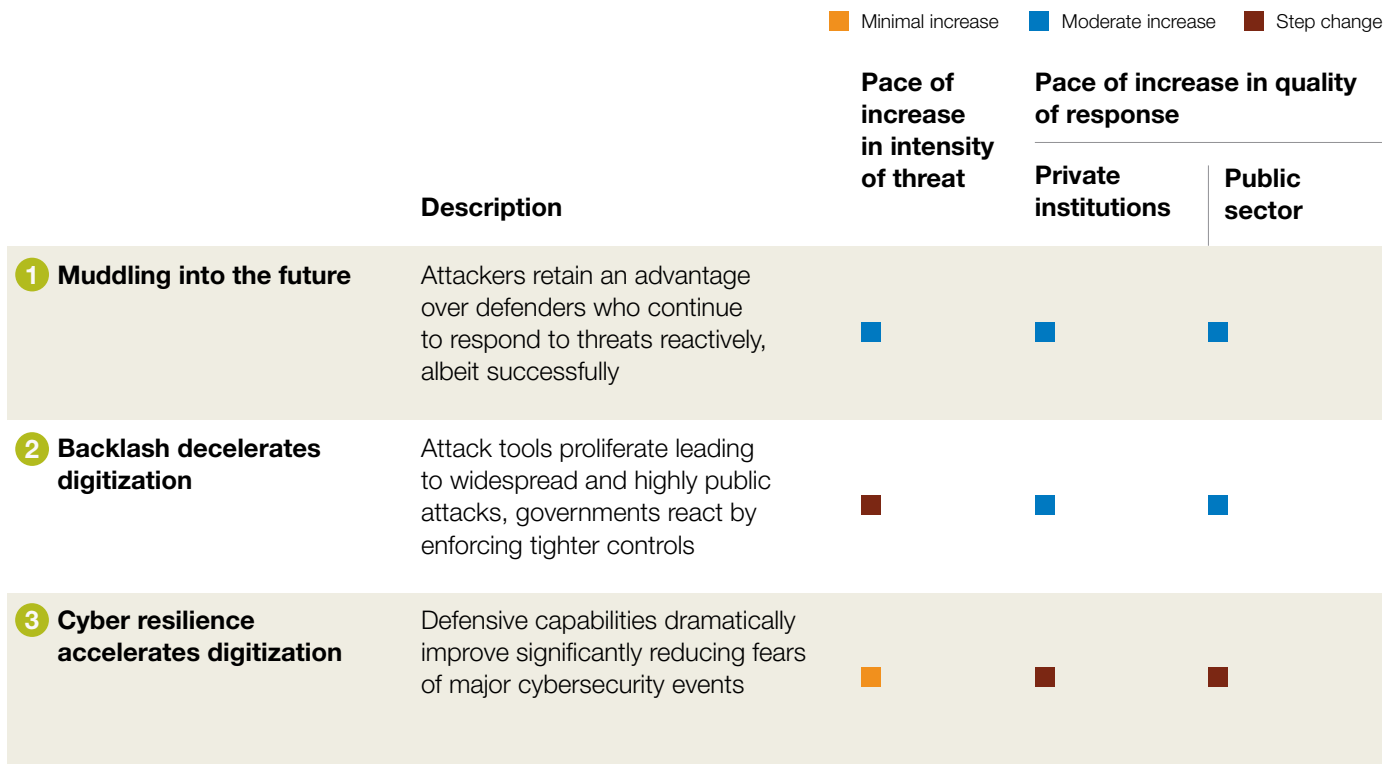 Minimal increase
Moderate increase
Step change
Pace of
increase
in intensity
of threat
Pace of increase in quality
of response
Description
Private
institutions
Public
sector
1 Muddling into the future
Attackers retain an advantage
over defenders who continue
to respond to threats reactively,
albeit successfully
2 Backlash decelerates
digitization
Attack tools proliferate leading
to widespread and highly public
attacks, governments react by
enforcing tighter controls
3 Cyber resilience
accelerates digitization
Defensive capabilities dramatically
improve significantly reducing fears
of major cybersecurity events